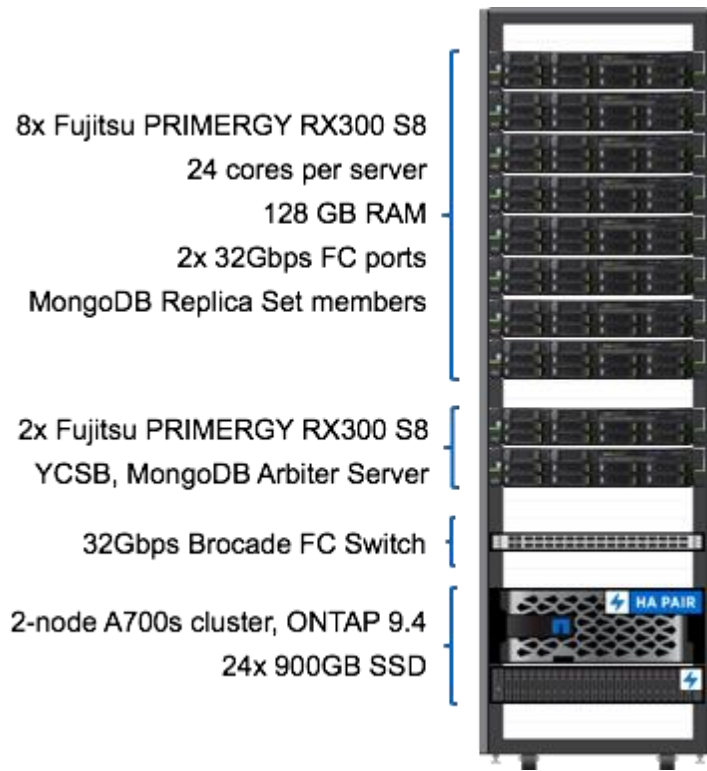 8x Fujitsu PRIMERGY RX300 S8
24 cores per server
128 GB RAM
2x 32Gbps FC ports
MongoDB Replica Set members
2x Fujitsu PRIMERGY RX300 S8
YCSB, MongoDB Arbiter Server
32Gbps Brocade FC Switch
HA PAIR
2-node A700s cluster, ONTAP 9.4
24x 900GB SSD